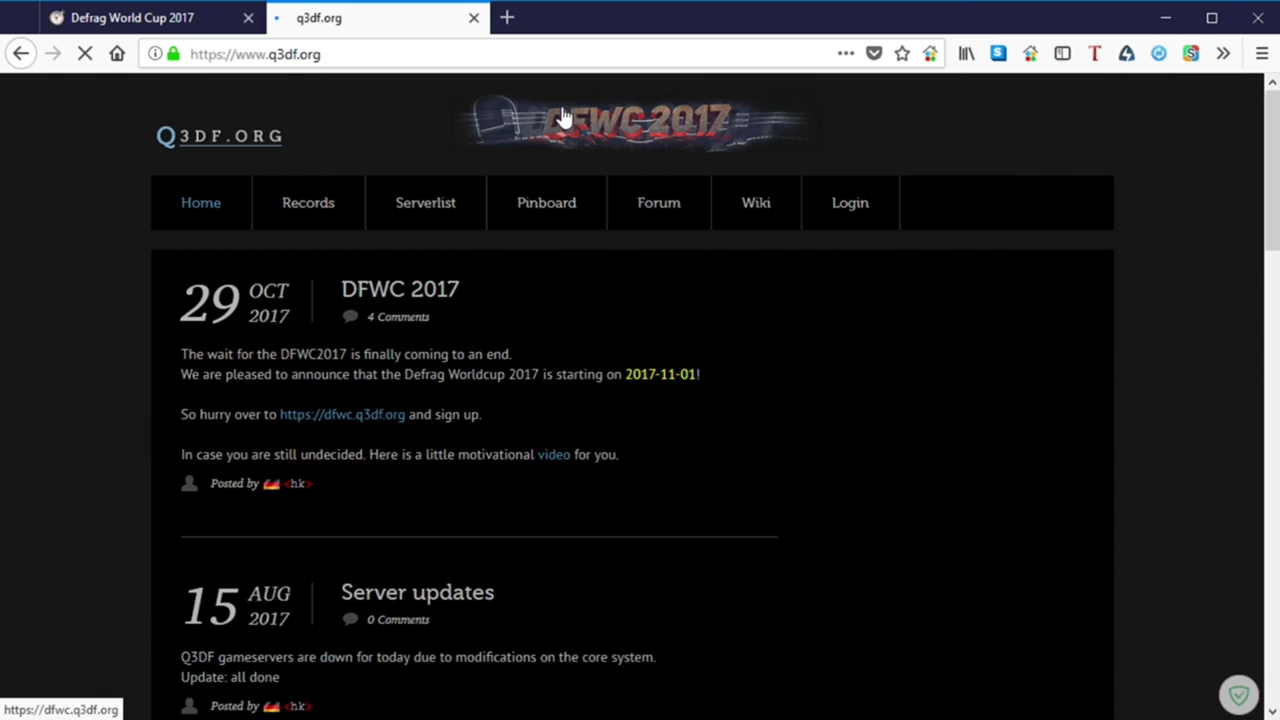 Defrag World Cup 2017
q3df.org
https://www.q3df.org
Q3DF.ORG
DFWC 2017
Home
Records
Serverlist
Pinboard
Forum
Wiki
Login
29 OCT 2017
DFWC 2017
4 Comments
The wait for the DFWC2017 is finally coming to an end.
We are pleased to announce that the Defrag Worldcup 2017 is starting on 2017-11-01!
So hurry over to https://dfwc.q3df.org and sign up.
In case you are still undecided. Here is a little motivational video for you.
Posted by <hk>
15 AUG 2017
Server updates
0 Comments
Q3DF gameservers are down for today due to modifications on the core system.
Update: all done
Posted by <hk>
https://dfwc.q3df.org